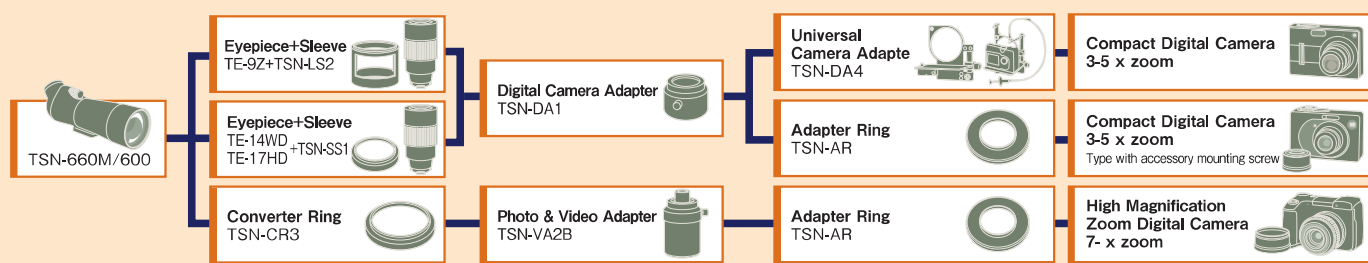 TSN-660M/600
Eyepiece+Sleeve
TE-9Z+TSN-LS2
Eyepiece+Sleeve
TE-14WD
TE-17HD +TSN-SS1
Converter Ring
TSN-CR3
Digital Camera Adapter
TSN-DA1
Photo & Video Adapter
TSN-VA2B
Universal
Camera Adapte
TSN-DA4
Adapter Ring
TSN-AR
Adapter Ring
TSN-AR
Compact Digital Camera
3-5 x zoom
Compact Digital Camera
3-5 x zoom
Type with accessory mounting screw
High Magnification
Zoom Digital Camera
7- x zoom